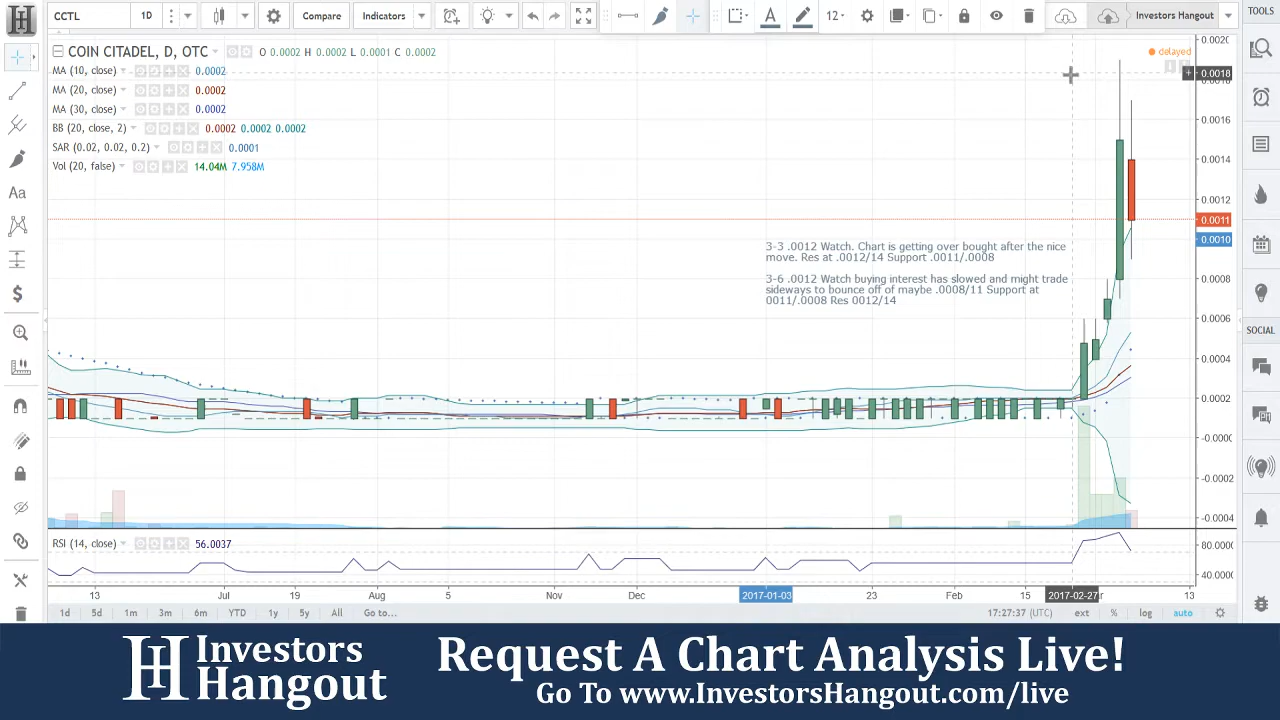 CCTL 1D Compare Indicators 12 Investors Hangout TOOLS
COIN CITADEL, D, OTC O 0.0002 H 0.0002 L 0.0001 C 0.0002
delayed
MA (10, close) 0.0002
MA (20, close) 0.0002
MA (30, close) 0.0002
BB (20, close, 2) 0.0002 0.0002 0.0002
SAR (0.02, 0.02, 0.2) 0.0001
Vol (20, false) 14.04M 7.958M
Aa
3-3 .0012 Watch. Chart is getting over bought after the nice
move. Res at .0012/14 Support .0011/.0008
3-6 .0012 Watch buying interest has slowed and might trade
sideways to bounce off of maybe .0008/11 Support at
0011/.0008 Res 0012/14
0.0018
0.0016
0.0014
0.0012
0.0011
0.0010
0.0008
0.0006
0.0004
0.0002
-0.0000
-0.0002
-0.0004
SOCIAL
RSI (14, close) 56.0037
80.0000
40.0000
13 Jul 19 Aug 5 Nov Dec 2017-01-03 23 Feb 15 2017-02-27 13
1d 5d 1m 3m 6m YTD 1y 5y All Go to... 17:27:37 (UTC) ext % log auto
H Investors
Hangout
Request A Chart Analysis Live!
Go To www.InvestorsHangout.com/live